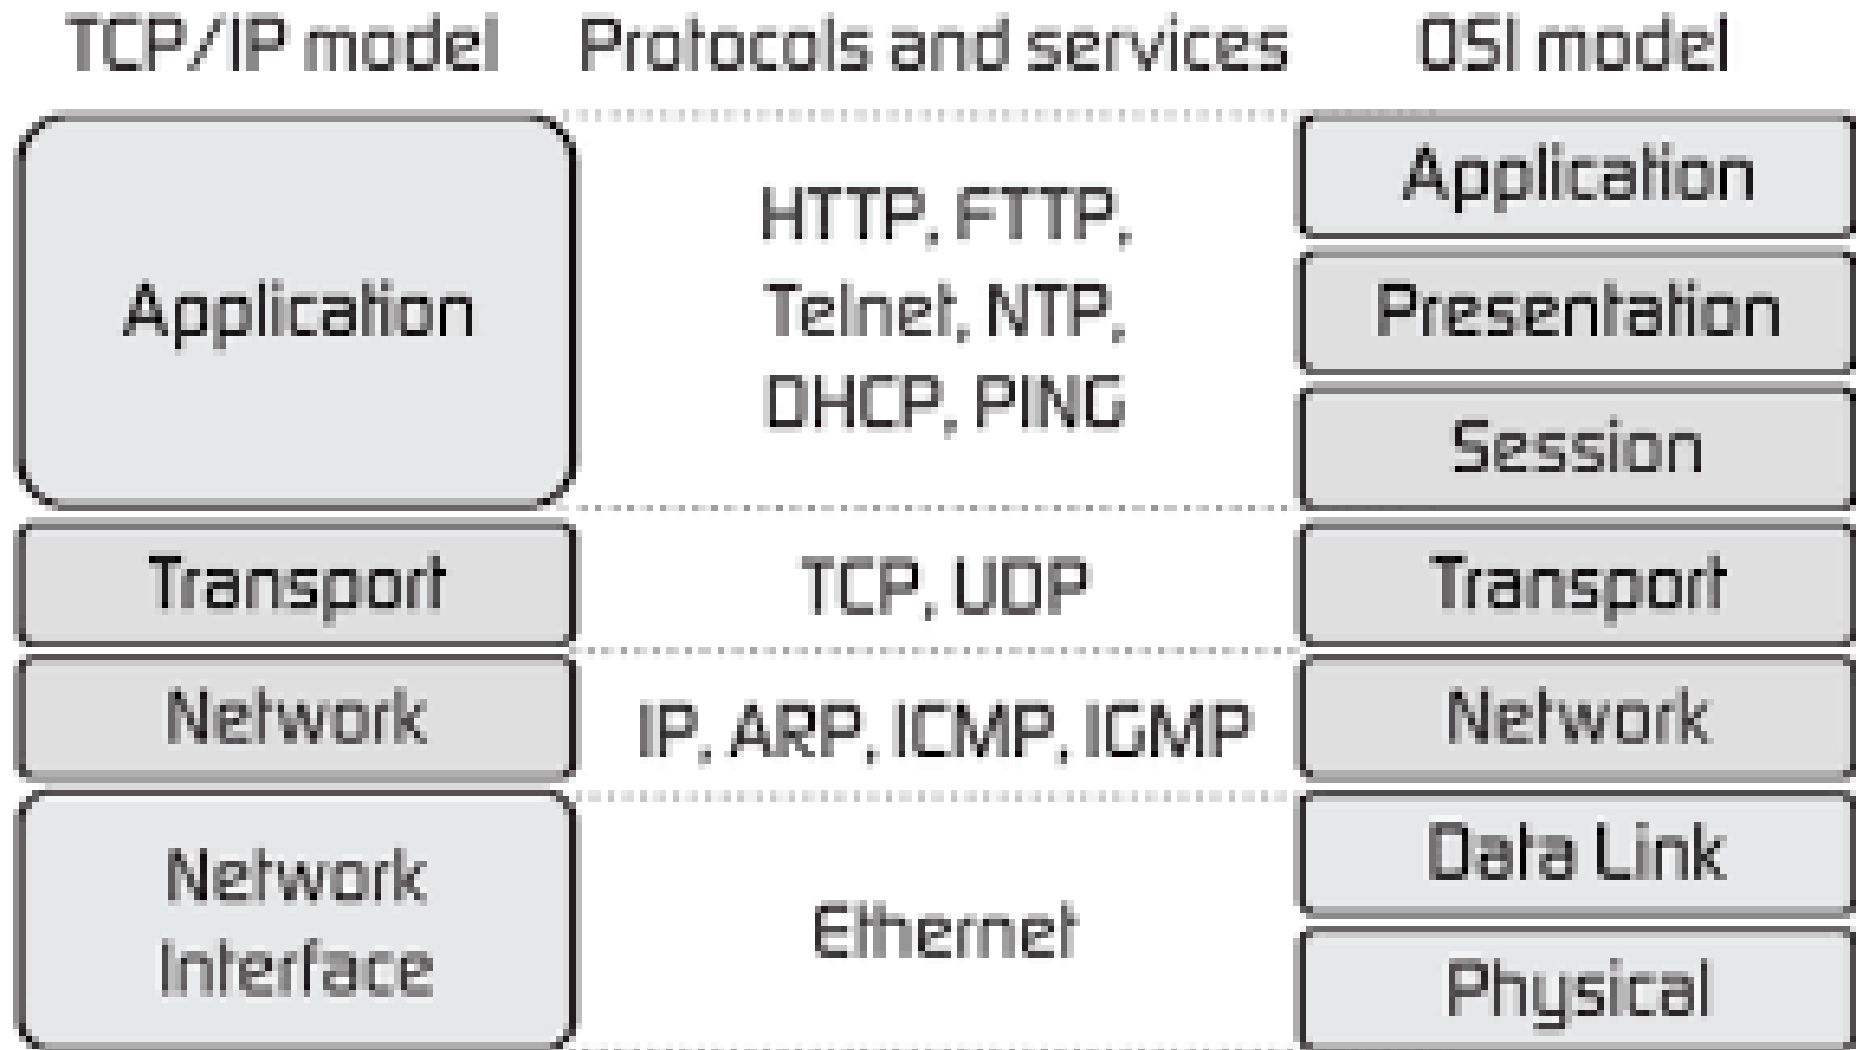 TCP/IP model
Protocols and services
OSI model
Application
HTTP, FTTP,
Telnet, NTP,
DHCP, PING
Application
Presentation
Session
Transport
TCP, UDP
Transport
Network
IP, ARP, ICMP, IGMP
Network
Network
Interface
Ethernet
Data Link
Physical